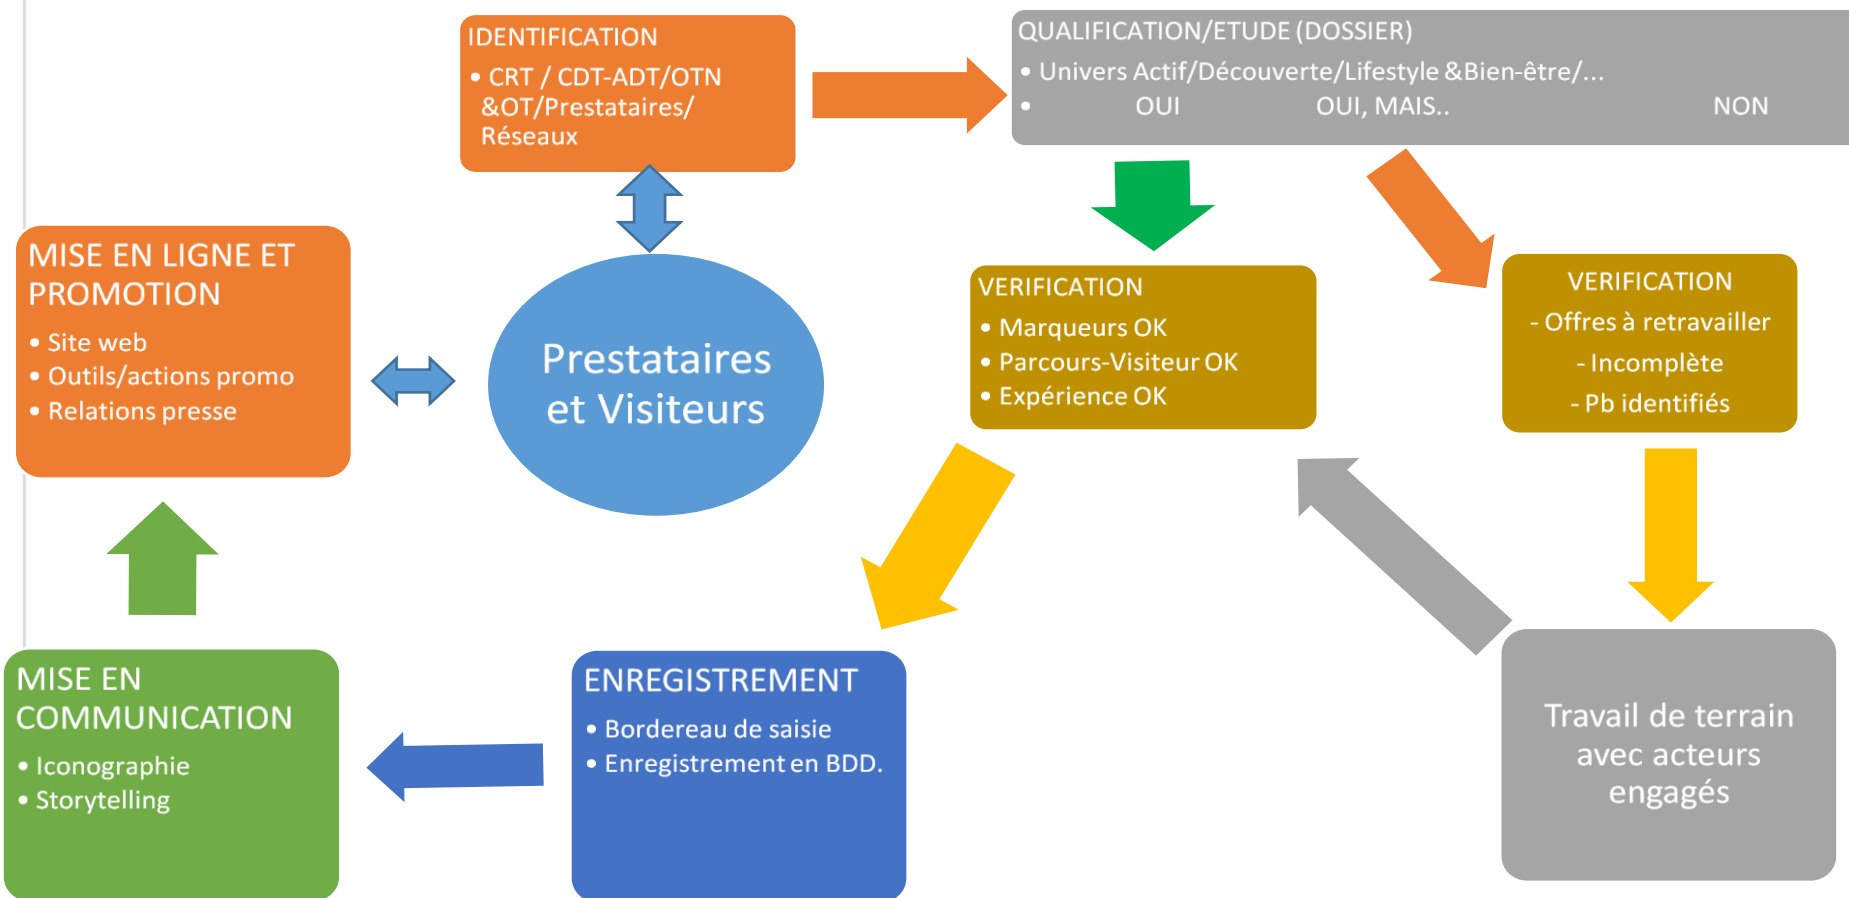 IDENTIFICATION
• CRT / CDT-ADT/OTN
&OT/Prestataires/
Réseaux
QUALIFICATION/ETUDE (DOSSIER)
• Univers Actif/Découverte/Lifestyle &Bien-être/...
• OUI OUI, MAIS.. NON
MISE EN LIGNE ET
PROMOTION
• Site web
• Outils/actions promo
• Relations presse
Prestataires
et Visiteurs
VERIFICATION
• Marqueurs OK
• Parcours-Visiteur OK
• Expérience OK
VERIFICATION
- Offres à retravailler
- Incomplète
- Pb identifiés
MISE EN
COMMUNICATION
• Iconographie
• Storytelling
ENREGISTREMENT
• Bordereau de saisie
• Enregistrement en BDD.
Travail de terrain
avec acteurs
engagés